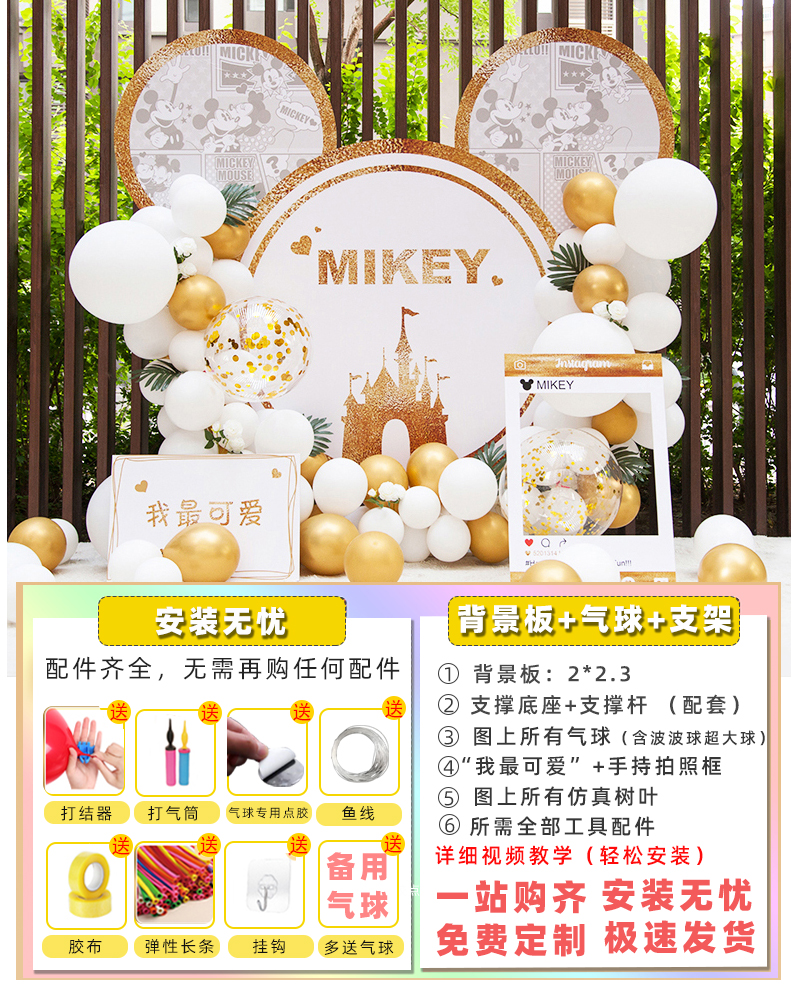 HELLO!!
MICKEY
MICKEY
MICKEY
MOUSE
MICKEY
MOUSE
MIKEY
Instagram
MIKEY
我最可爱
安装无忧
配件齐全，无需再购任何配件
送
送
送
送
打结器
打气筒
气球专用点胶
鱼线
送
送
送
送
备用
气球
胶布
弹性长条
挂钩
多送气球
背景板+气球+支架
① 背景板：2*2.3
② 支撑底座+支撑杆 （配套）
③ 图上所有气球（含波波球超大球）
④“我最可爱”+手持拍照框
⑤ 图上所有仿真树叶
⑥ 所需全部工具配件
详细视频教学（轻松安装）
一站购齐 安装无忧
免费定制 极速发货